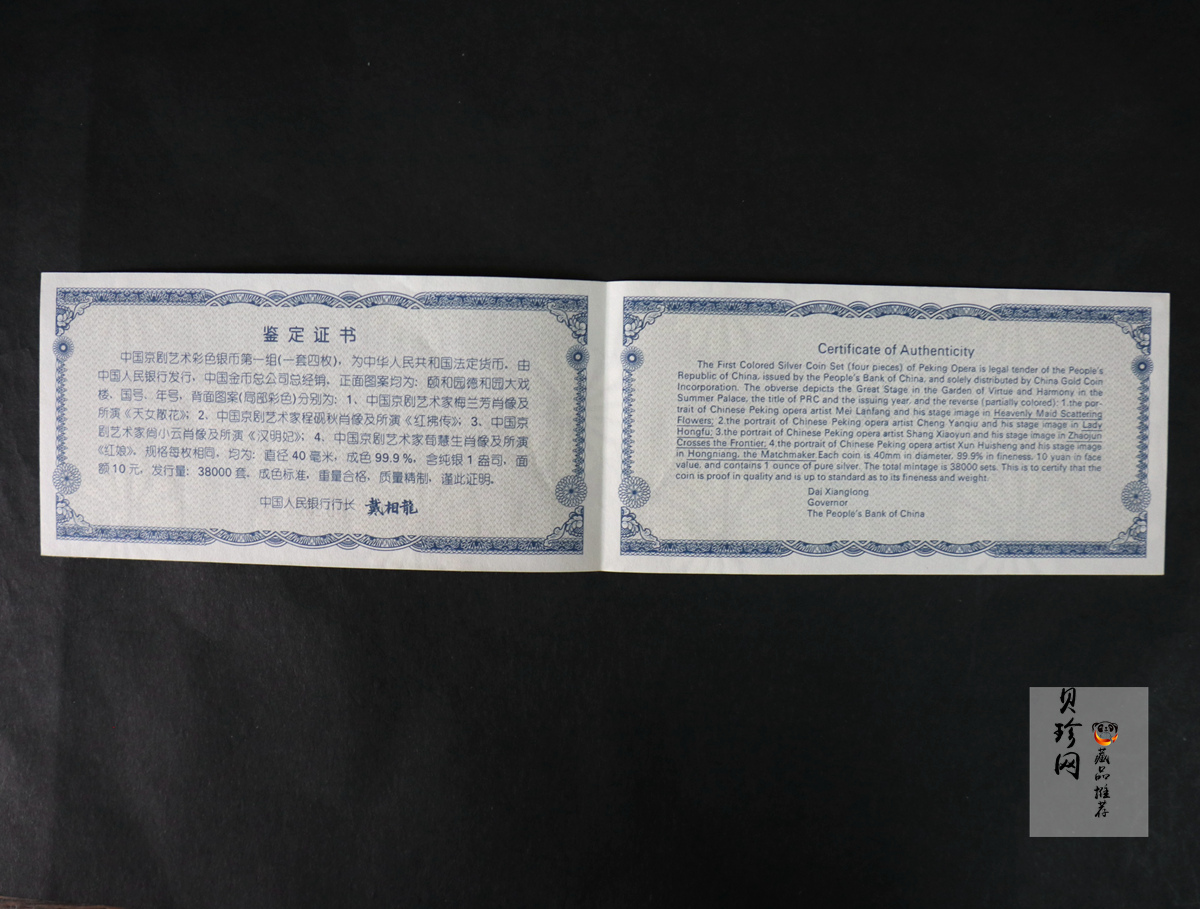 鉴定证书
中国京剧艺术彩色银币第一组(一套四枚)，为中华人民共和国法定货币，由
中国人民银行发行，中国金币总公司总经销，正面图案均为：颐和园德和园大戏
楼、国号、年号，背面图案(局部彩色)分别为：1、中国京剧艺术家梅兰芳肖像及
所演《天女散花》；2、中国京剧艺术家程砚秋肖像及所演《红拂传》；3、中国京
剧艺术家尚小云肖像及所演《汉明妃》；4、中国京剧艺术家荀慧生肖像及所演
《红娘》，规格每枚相同，均为：直径40毫米，成色99.9%，含纯银1盎司，面
额10元，发行量：38000套，成色标准，重量合格，质量精制，谨此证明。
中国人民银行行长 戴相龍
Certificate of Authenticity
The First Colored Silver Coin Set (four pieces) of Peking Opera is legal tender of the People's
Republic of China, issued by the People's Bank of China, and solely distributed by China Gold Coin
Incorporation. The obverse depicts the Great Stage in the Garden of Virtue and Harmony in the
Summer Palace, the title of PRC and the issuing year, and the reverse (partially colored): 1.the por-
trait of Chinese Peking opera artist Mei Lanfang and his stage image in Heavenly Maid Scattering
Flowers; 2.the portrait of Chinese Peking opera artist Cheng Yanqiu and his stage image in Lady
Hongfu; 3.the portrait of Chinese Peking opera artist Shang Xiaoyun and his stage image in Zhaojun
Crosses the Frontier; 4.the portrait of Chinese Peking opera artist Xun Huisheng and his stage image
in Hongniang, the Matchmaker.Each coin is 40mm in diameter, 99.9% in fineness, 10 yuan in face
value, and contains 1 ounce of pure silver. The total mintage is 38000 sets. This is to certify that the
coin is proof in quality and is up to standard as to its fineness and weight.
Dai Xianglong
Governor
The People's Bank of China
贝珍网
藏品推荐